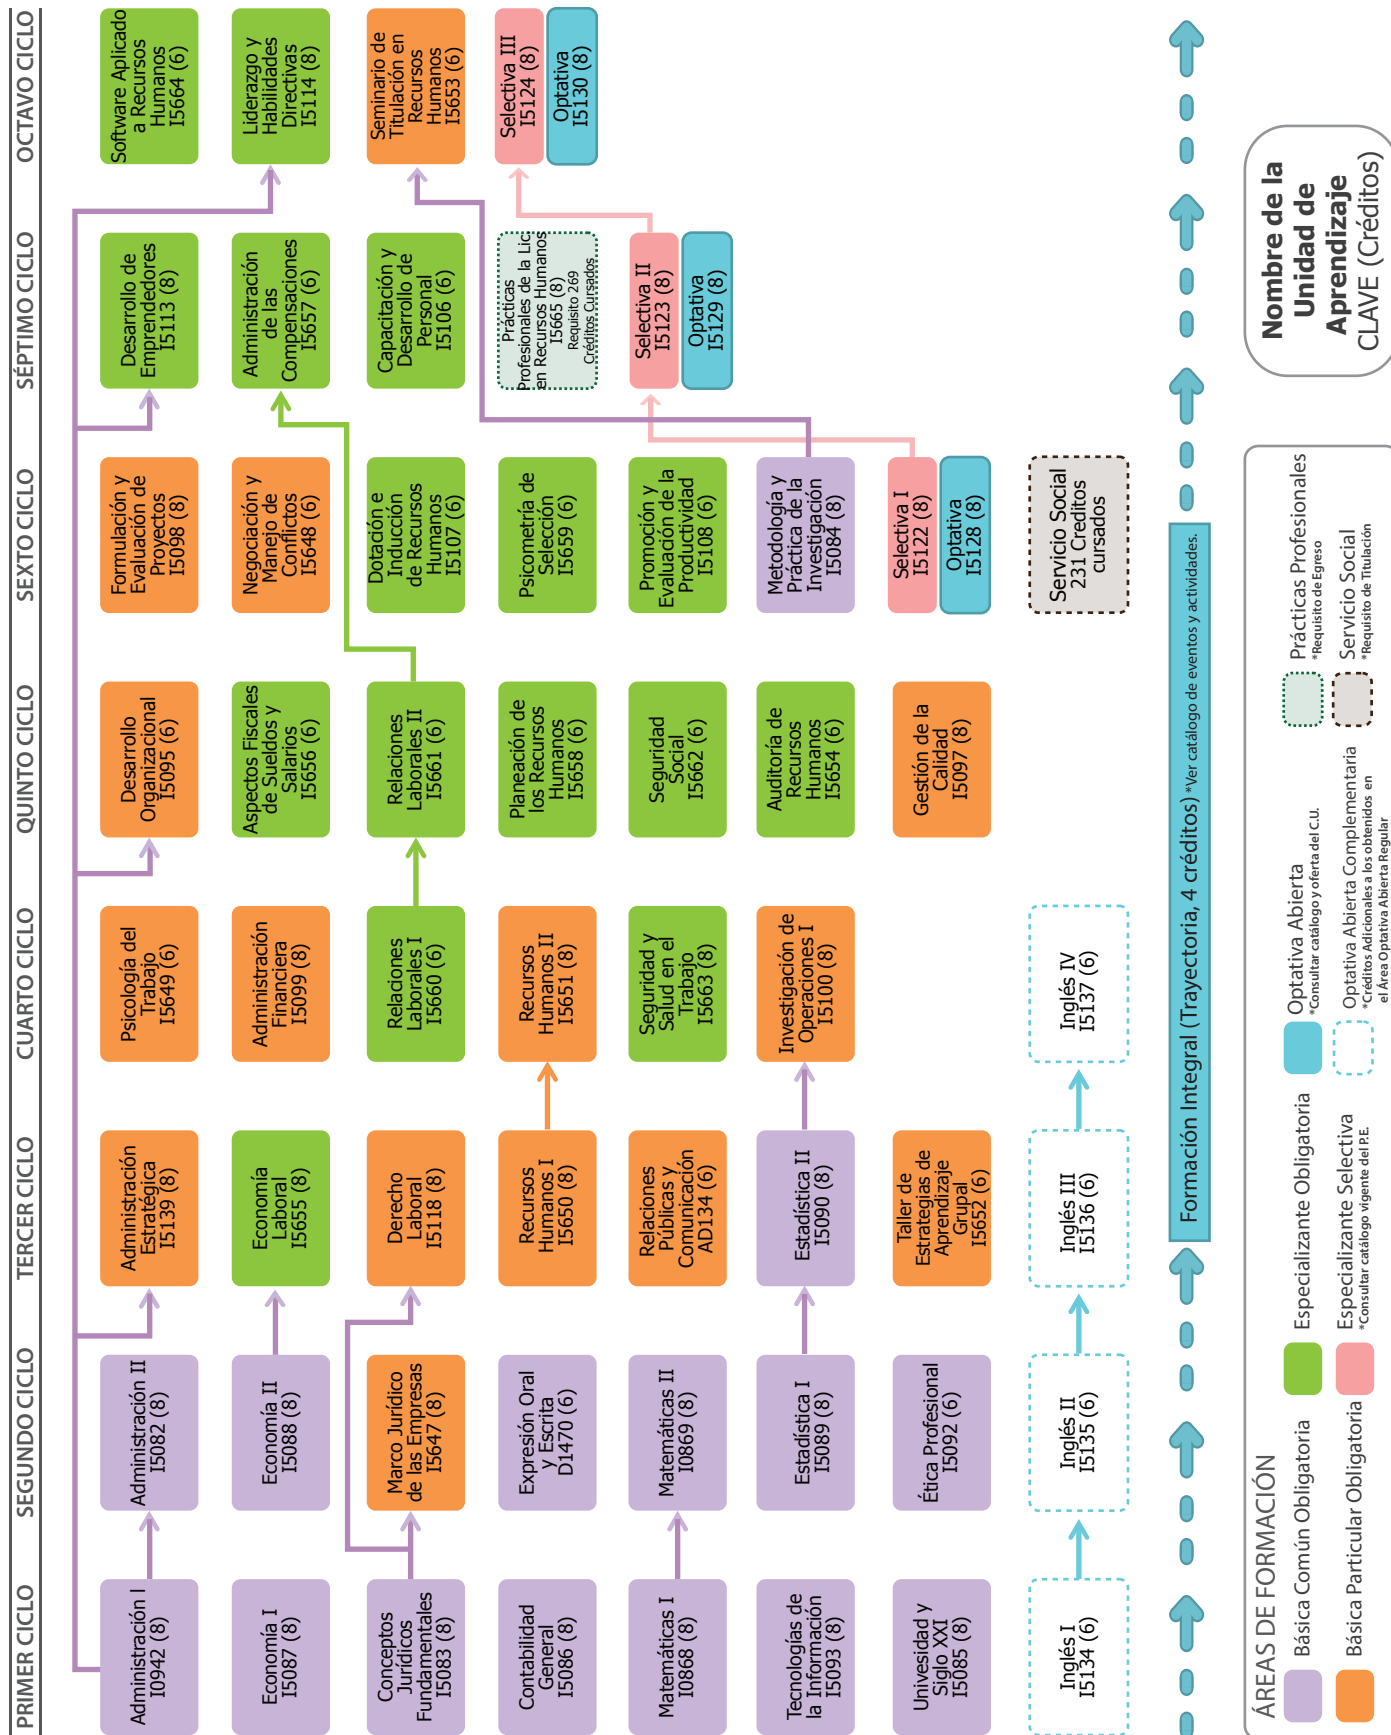 PRIMER CICLO
SEGUNDO CICLO
TERCER CICLO
CUARTO CICLO
QUINTO CICLO
SEXTO CICLO
SÉPTIMO CICLO
OCTAVO CICLO
Administración I
I0942 (8)
Economía I
I5087 (8)
Conceptos
Jurídicos
Fundamentales
I5083 (8)
Contabilidad
General
I5086 (8)
Matemáticas I
I0868 (8)
Tecnologías de
la Información
I5093 (8)
Univesidad y
Siglo XXI
I5085 (8)
Inglés I
I5134 (6)
Administración II
I5082 (8)
Economía II
I5088 (8)
Marco Jurídico
de las Empresas
I5647 (8)
Expresión Oral
y Escrita
D1470 (6)
Matemáticas II
I0869 (8)
Estadística I
I5089 (8)
Ética Profesional
I5092 (6)
Inglés II
I5135 (6)
Administración
Estratégica
I5139 (8)
Economía
Laboral
I5655 (8)
Derecho
Laboral
I5118 (8)
Recursos
Humanos I
I5650 (8)
Relaciones
Públicas y
Comunicación
AD134 (6)
Estadística II
I5090 (8)
Taller de
Estrategias de
Aprendizaje
Grupal
I5652 (6)
Inglés III
I5136 (6)
Psicología del
Trabajo
I5649 (6)
Administración
Financiera
I5099 (8)
Relaciones
Laborales I
I5660 (6)
Recursos
Humanos II
I5651 (8)
Seguridad y
Salud en el
Trabajo
I5663 (8)
Investigación de
Operaciones I
I5100 (8)
Inglés IV
I5137 (6)
Desarrollo
Organizacional
I5095 (6)
Aspectos Fiscales
de Sueldos y
Salarios
I5656 (6)
Relaciones
Laborales II
I5661 (6)
Planeación de
los Recursos
Humanos
I5658 (6)
Seguridad
Social
I5662 (6)
Auditoría de
Recursos
Humanos
I5654 (6)
Gestión de la
Calidad
I5097 (8)
Formulación y
Evaluación de
Proyectos
I5098 (8)
Negociación y
Manejo de
Conflictos
I5648 (6)
Dotación e
Inducción
de Recursos
Humanos
I5107 (6)
Psicometría de
Selección
I5659 (6)
Promoción y
Evaluación de la
Productividad
I5108 (6)
Metodología y
Práctica de la
Investigación
I5084 (8)
Selectiva I
I5122 (8)
Optativa
I5128 (8)
Servicio Social
231 Creditos
cursados
Desarrollo de
Emprendedores
I5113 (8)
Administración
de las
Compensaciones
I5657 (6)
Capacitación y
Desarrollo de
Personal
I5106 (6)
Prácticas
Profesionales de la Lic.
en Recursos Humanos
I5665 (8)
Requisito 269
Créditos Cursados
Selectiva II
I5123 (8)
Optativa
I5129 (8)
Software Aplicado
a Recursos
Humanos
I5664 (6)
Liderazgo y
Habilidades
Directivas
I5114 (8)
Seminario de
Titulación en
Recursos
Humanos
I5653 (6)
Selectiva III
I5124 (8)
Optativa
I5130 (8)
Formación Integral (Trayectoria, 4 créditos) *Ver catálogo de eventos y actividades.
ÁREAS DE FORMACIÓN
Básica Común Obligatoria
Básica Particular Obligatoria
Especializante Obligatoria
Especializante Selectiva
*Consultar catálogo vigente del P.E.
Optativa Abierta
*Consultar catálogo y oferta del C.U.
Optativa Abierta Complementaria
*Créditos Adicionales a los obtenidos en
el Área Optativa Abierta Regular
Prácticas Profesionales
*Requisito de Egreso
Servicio Social
*Requisito de Titulación
Nombre de la
Unidad de
Aprendizaje
CLAVE (Créditos)